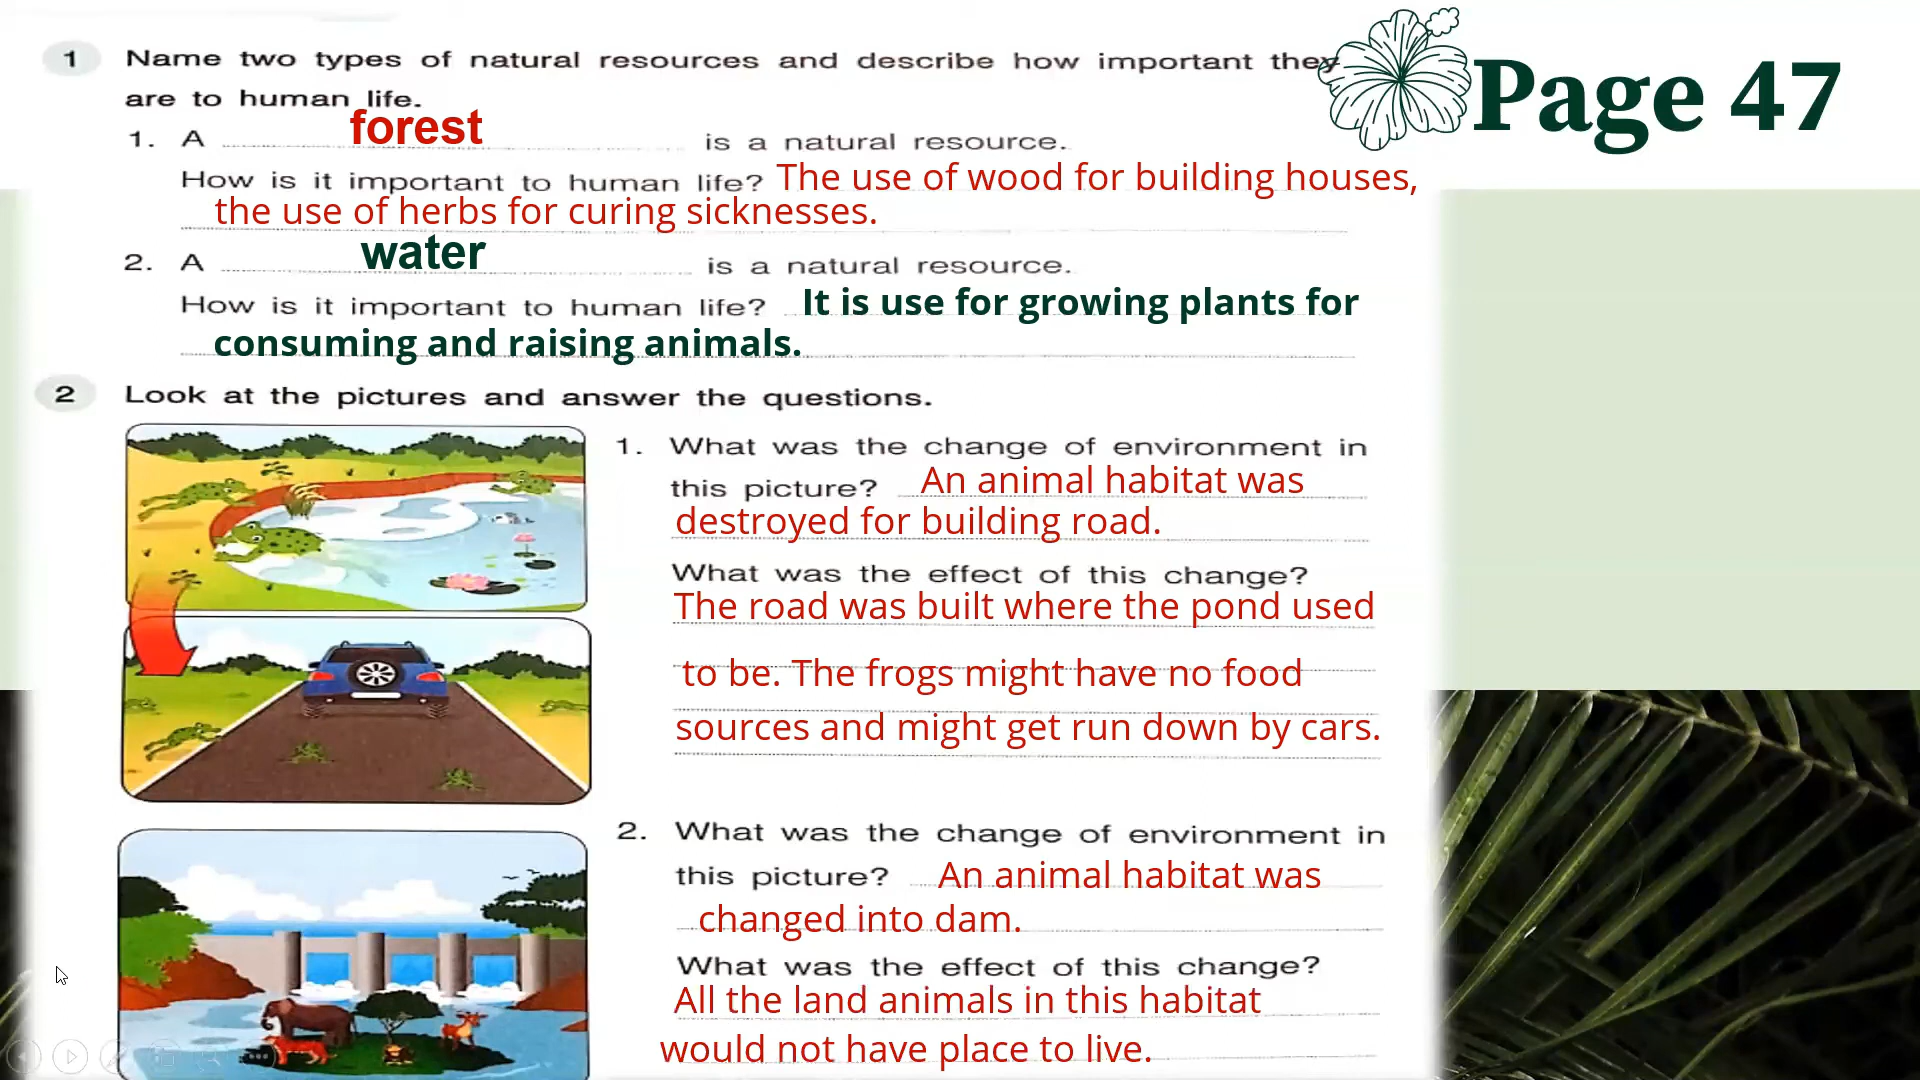 Page 47
1 Name two types of natural resources and describe how important they
are to human life.
1. A forest is a natural resource.
How is it important to human life? The use of wood for building houses,
the use of herbs for curing sicknesses.
2. A water is a natural resource.
How is it important to human life? It is use for growing plants for
consuming and raising animals.
2 Look at the pictures and answer the questions.
1. What was the change of environment in
this picture? An animal habitat was
destroyed for building road.
What was the effect of this change?
The road was built where the pond used
to be. The frogs might have no food
sources and might get run down by cars.
2. What was the change of environment in
this picture? An animal habitat was
changed into dam.
What was the effect of this change?
All the land animals in this habitat
would not have place to live.